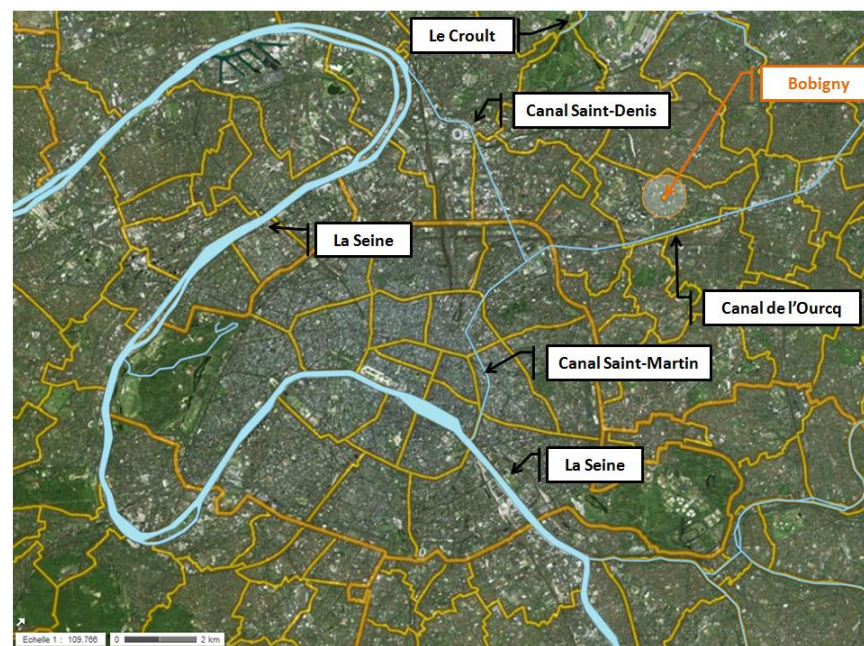 Le Croult
Bobigny
Canal Saint-Denis
La Seine
Canal de l'Ourcq
Canal Saint-Martin
La Seine
Echelle 1 : 109.766
0 2 km